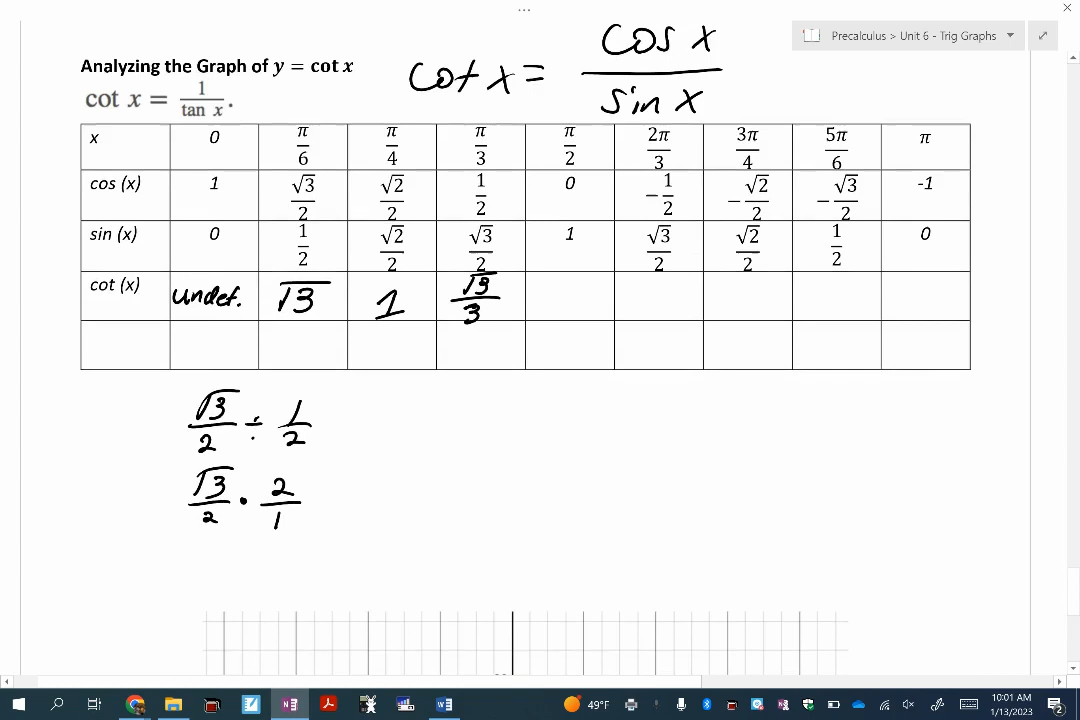 ...
Precalculus > Unit 6 - Trig Graphs
Analyzing the Graph of y = cot x
cot x = 1/tan x.
cot x = cos x/sin x
x 0 π/6 π/4 π/3 π/2 2π/3 3π/4 5π/6 π
cos (x) 1 √3/2 √2/2 1/2 0 -1/2 -√2/2 -√3/2 -1
sin (x) 0 1/2 √2/2 √3/2 1 √3/2 √2/2 1/2 0
cot (x) undef. √3 1 √3/3
√3/2 ÷ 1/2
√3/2 · 2/1
49°F
10:01 AM
1/13/2023
2